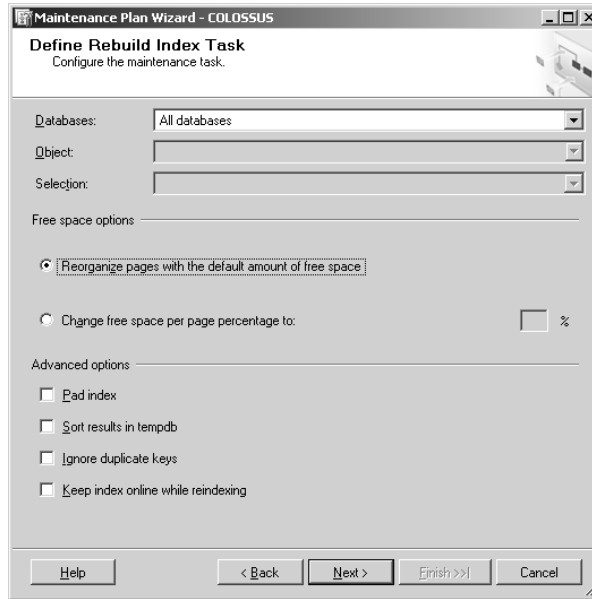 Maintenance Plan Wizard - COLOSSUS
Define Rebuild Index Task
Configure the maintenance task.
Databases: All databases
Object:
Selection:
Free space options
Reorganize pages with the default amount of free space
Change free space per page percentage to: %
Advanced options
Pad index
Sort results in tempdb
Ignore duplicate keys
Keep index online while reindexing
Help < Back Next > Finish >>| Cancel